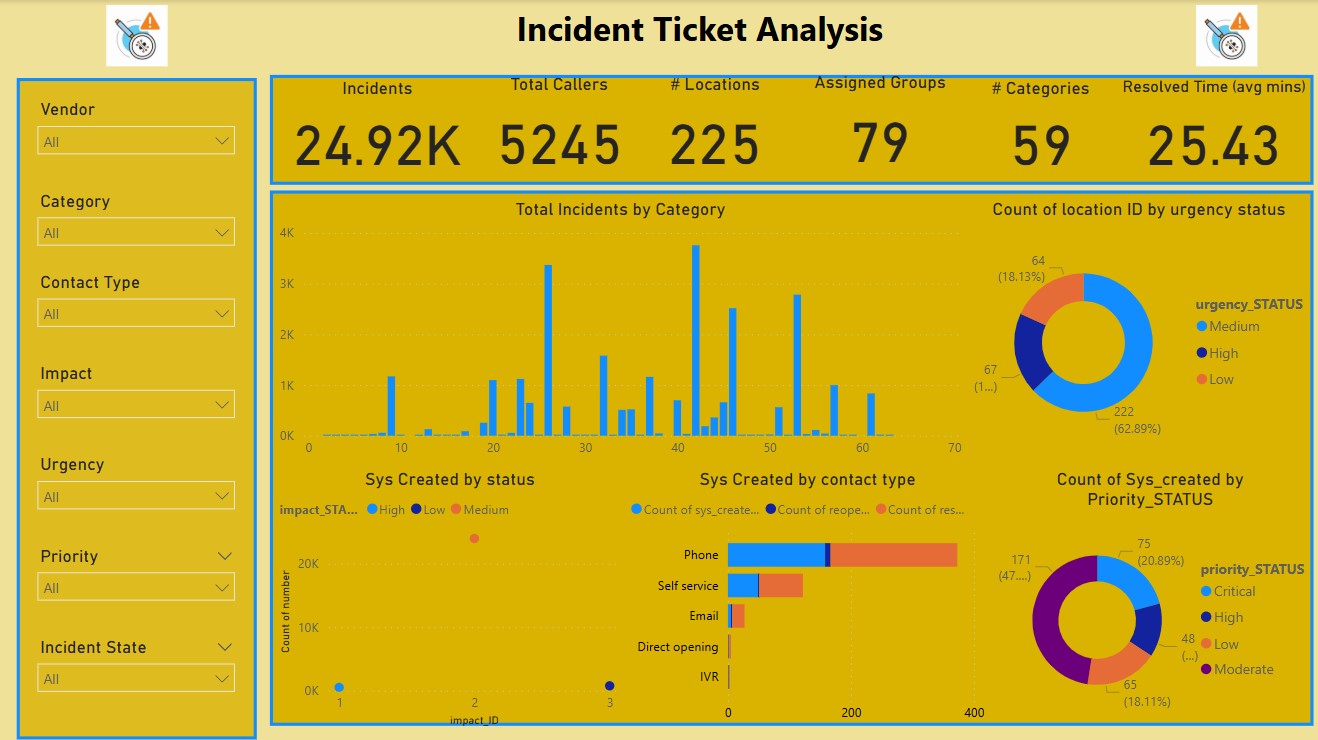 Incident Ticket Analysis
Vendor
All
Category
All
Contact Type
All
Impact
All
Urgency
All
Priority
All
Incident State
All
Incidents
24.92K
Total Callers
5245
# Locations
225
Assigned Groups
79
# Categories
59
Resolved Time (avg mins)
25.43
Total Incidents by Category
4K
3K
2K
1K
0K
0 10 20 30 40 50 60 70
Count of location ID by urgency status
64
(18.13%)
67
(1...)
222
(62.89%)
urgency_STATUS
Medium
High
Low
Sys Created by status
impact_STA... High Low Medium
Count of number
20K
10K
0K
1 2 3
impact_ID
Sys Created by contact type
Count of sys_create... Count of reope... Count of res...
Phone
Self service
Email
Direct opening
IVR
0 200 400
Count of Sys_created by
Priority_STATUS
75
(20.89%)
171
(47....)
48
(...)
65
(18.11%)
priority_STATUS
Critical
High
Low
Moderate